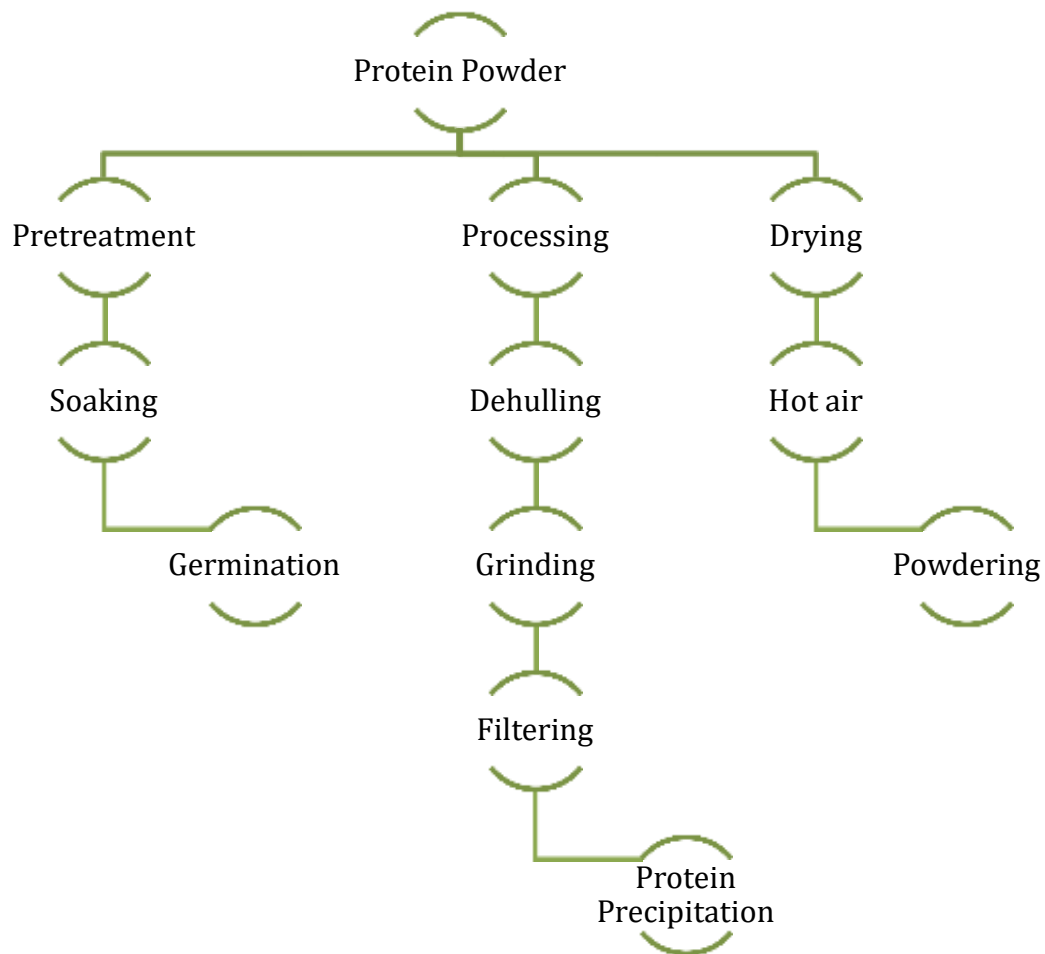 Protein Powder
Pretreatment
Processing
Drying
Soaking
Dehulling
Hot air
Germination
Grinding
Powdering
Filtering
Protein
Precipitation